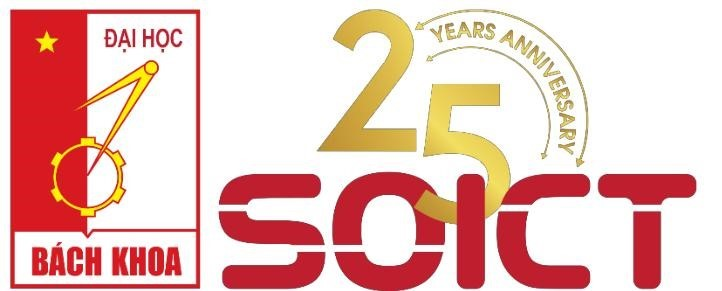 ĐẠI HỌC
BÁCH KHOA
25
YEARS ANNIVERSARY
SOICT